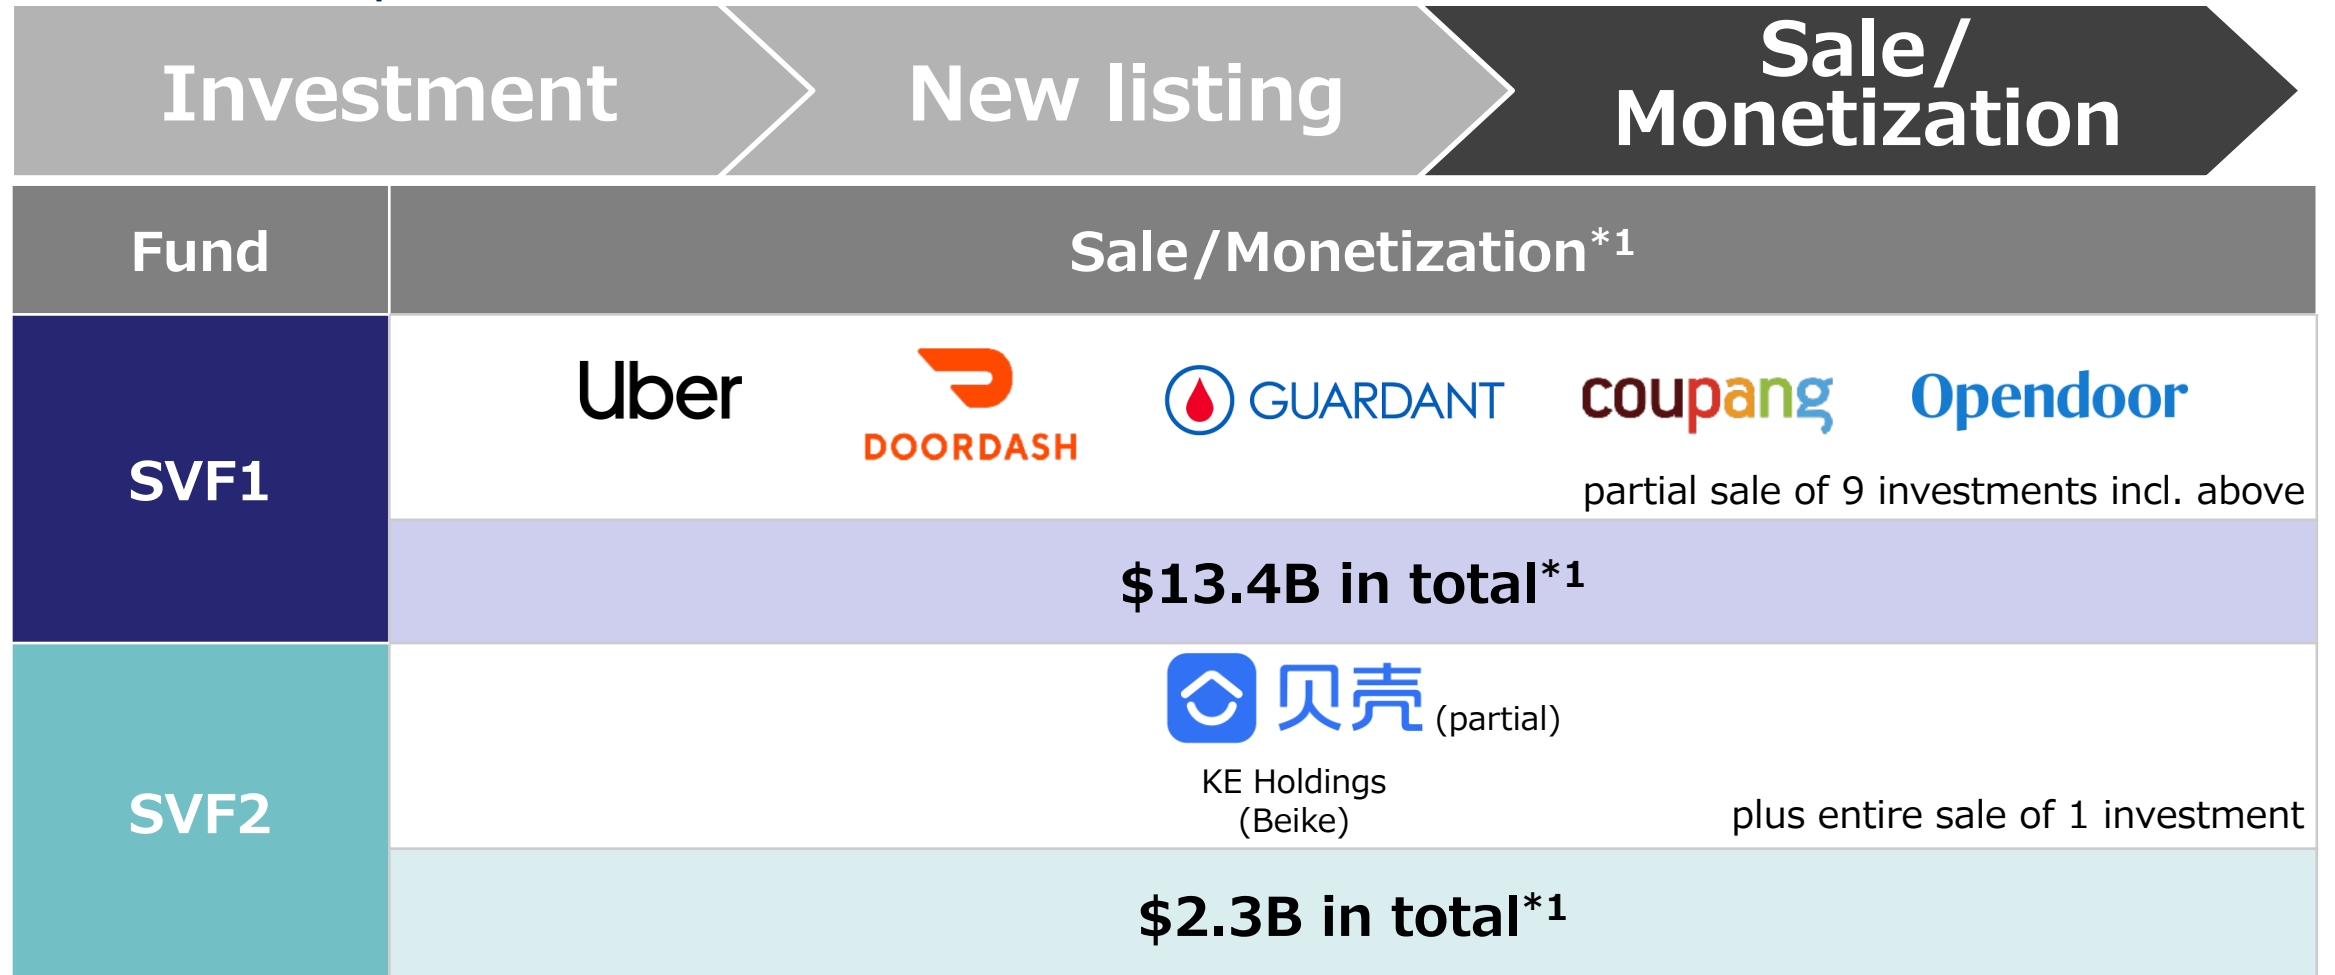 Investment
New listing
Sale/
Monetization
Fund
Sale/Monetization*1
Uber
DOORDASH
GUARDANT
coupang
Opendoor
SVF1
partial sale of 9 investments incl. above
$13.4B in total*1
贝壳 (partial)
KE Holdings
(Beike)
SVF2
plus entire sale of 1 investment
$2.3B in total*1